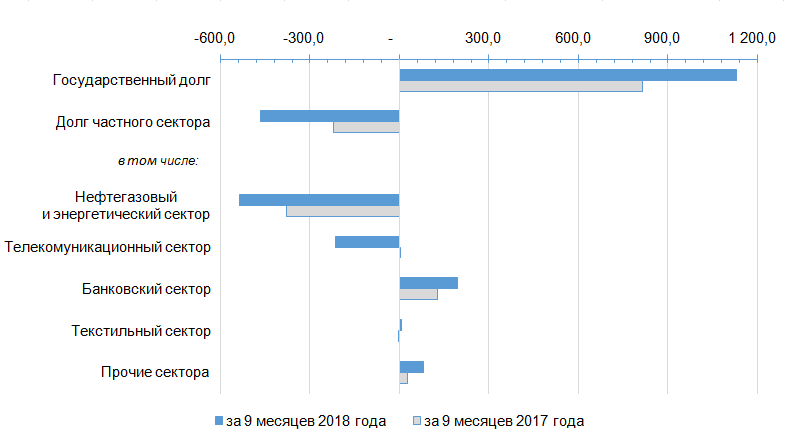 -600,0 -300,0 - 300,0 600,0 900,0 1 200,0
Государственный долг
Долг частного сектора
в том числе:
Нефтегазовый
и энергетический сектор
Телекомуникационный сектор
Банковский сектор
Текстильный сектор
Прочие сектора
за 9 месяцев 2018 года за 9 месяцев 2017 года